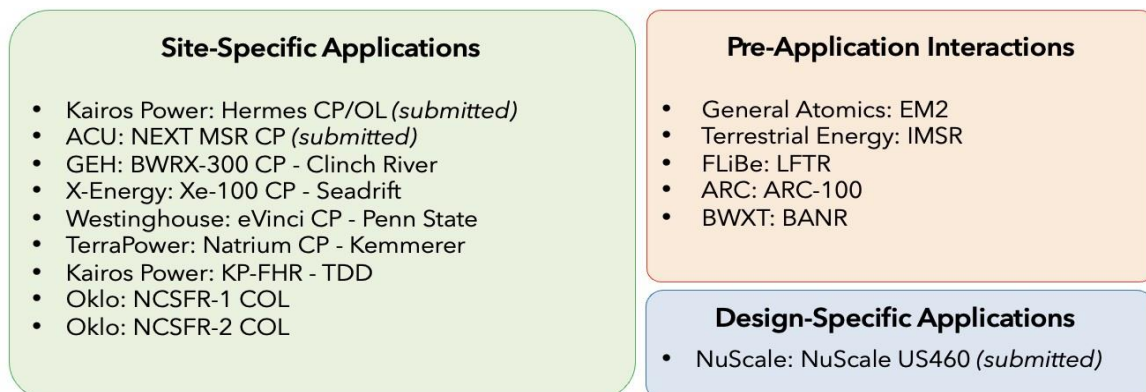 Site-Specific Applications
• Kairos Power: Hermes CP/OL (submitted)
• ACU: NEXT MSR CP (submitted)
• GEH: BWRX-300 CP - Clinch River
• X-Energy: Xe-100 CP - Seadrift
• Westinghouse: eVinci CP - Penn State
• TerraPower: Natrium CP - Kemmerer
• Kairos Power: KP-FHR - TDD
• Oklo: NCSFR-1 COL
• Oklo: NCSFR-2 COL
Pre-Application Interactions
• General Atomics: EM2
• Terrestrial Energy: IMSR
• FLiBe: LFTR
• ARC: ARC-100
• BWXT: BANR
Design-Specific Applications
• NuScale: NuScale US460 (submitted)